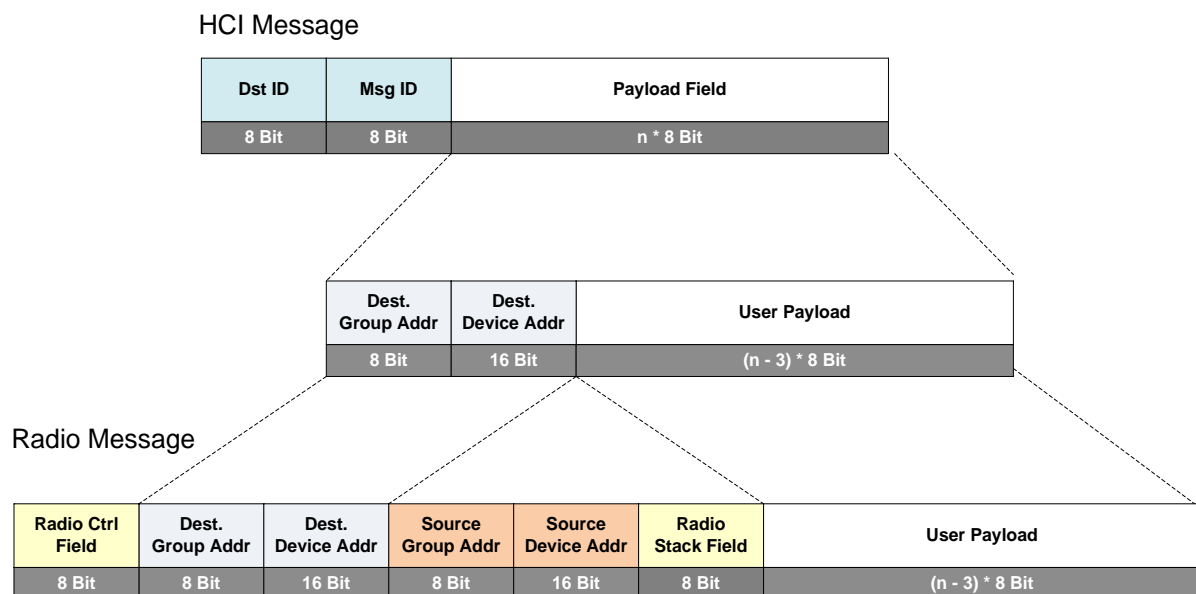 HCI Message
Dst ID Msg ID Payload Field
8 Bit 8 Bit n * 8 Bit
Dest. Dest.
Group Addr Device Addr User Payload
8 Bit 16 Bit (n - 3) * 8 Bit
Radio Message
Radio Ctrl Dest. Dest. Source Source Radio
Field Group Addr Device Addr Group Addr Device Addr Stack Field User Payload
8 Bit 8 Bit 16 Bit 8 Bit 16 Bit 8 Bit (n - 3) * 8 Bit